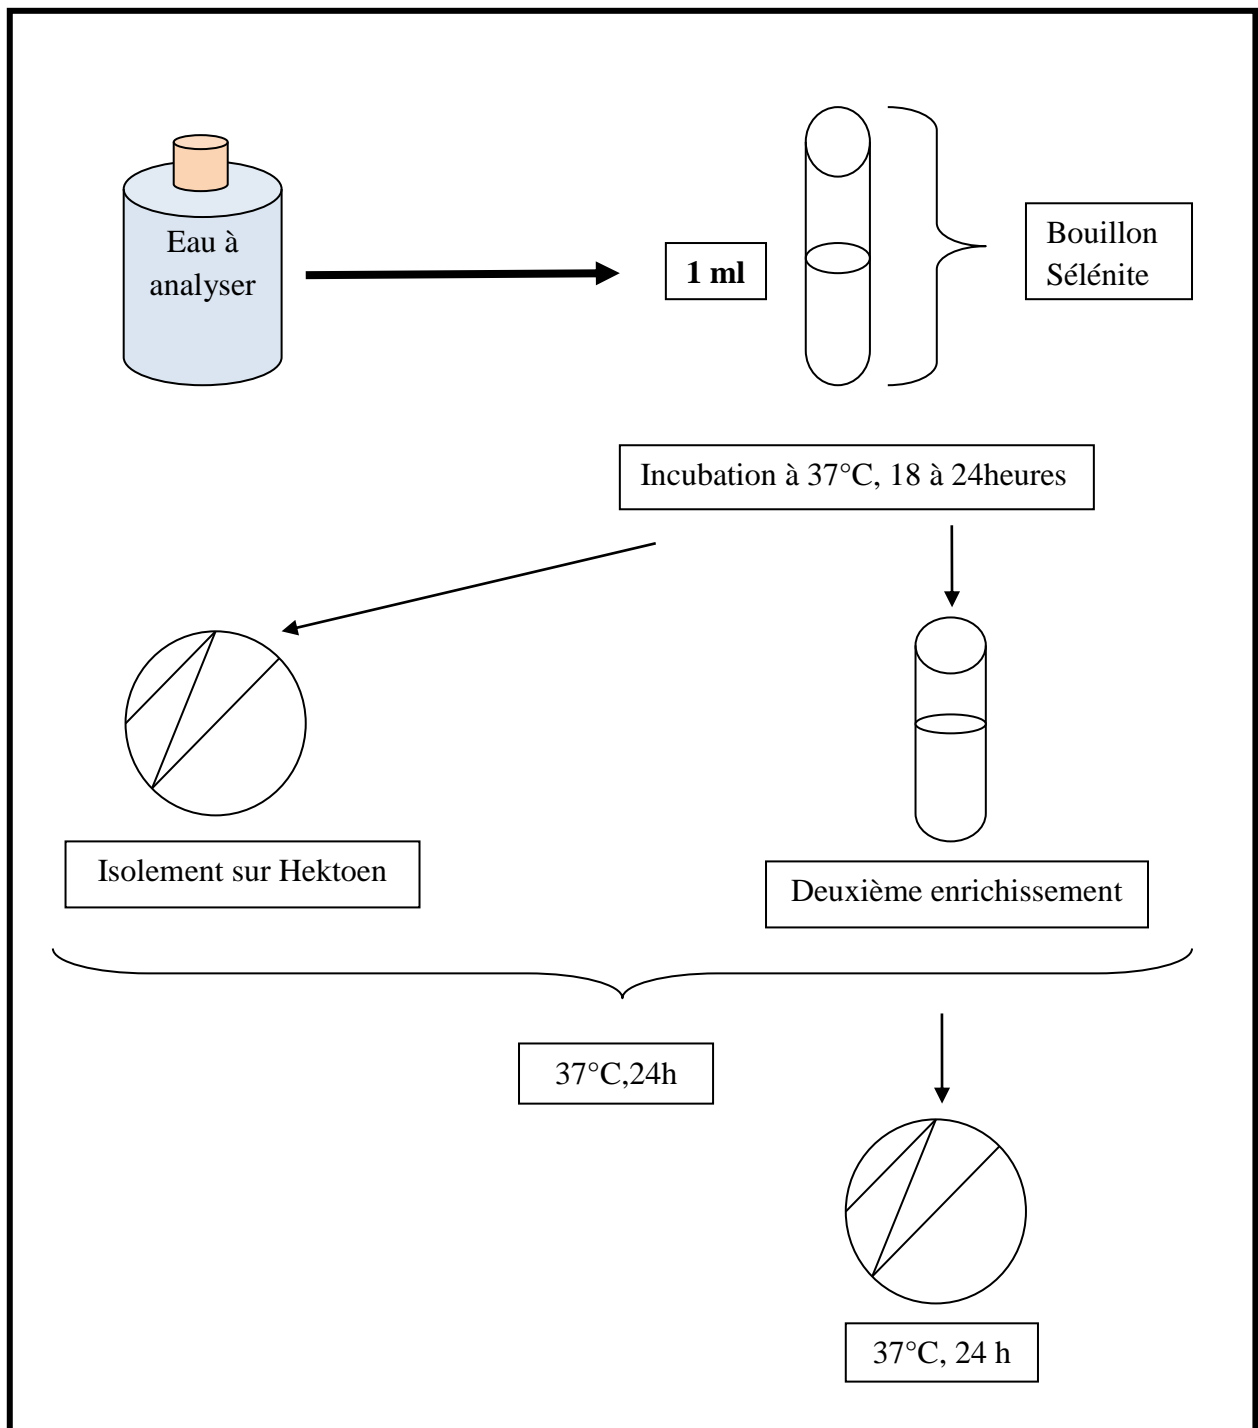 Eau à
analyser
1 ml
Bouillon
Sélénite
Incubation à 37°C, 18 à 24heures
Isolement sur Hektoen
Deuxième enrichissement
37°C,24h
37°C, 24 h